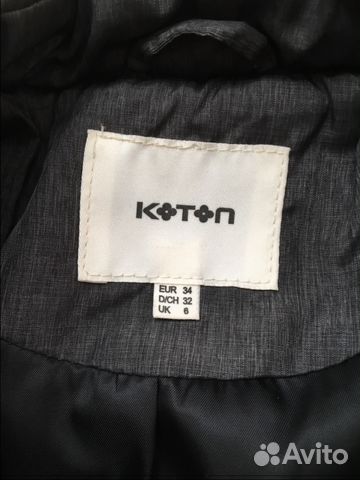 KOTON
EUR 34
D/CH 32
UK 6
Avito